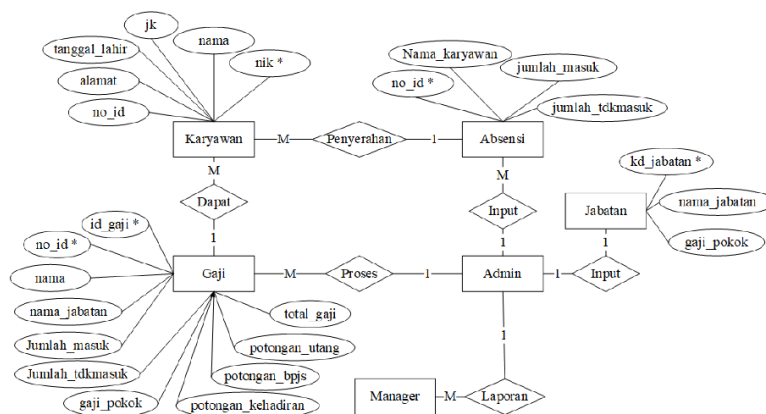 jk
nama
tanggal_lahir
nik *
alamat
no_id
Nama_karyawan
jumlah_masuk
no_id *
jumlah_tdkmasuk
Karyawan
M
Penyerahan
1
Absensi
M
M
kd_jabatan *
Dapat
Input
Jabatan
nama_jabatan
id_gaji *
gaji_pokok
no_id *
1
1
1
nama
Gaji
M
Proses
1
Admin
1
Input
nama_jabatan
total_gaji
Jumlah_masuk
1
potongan_utang
Jumlah_tdkmasuk
potongan_bpjs
gaji_pokok
potongan_kehadiran
Manager
M
Laporan